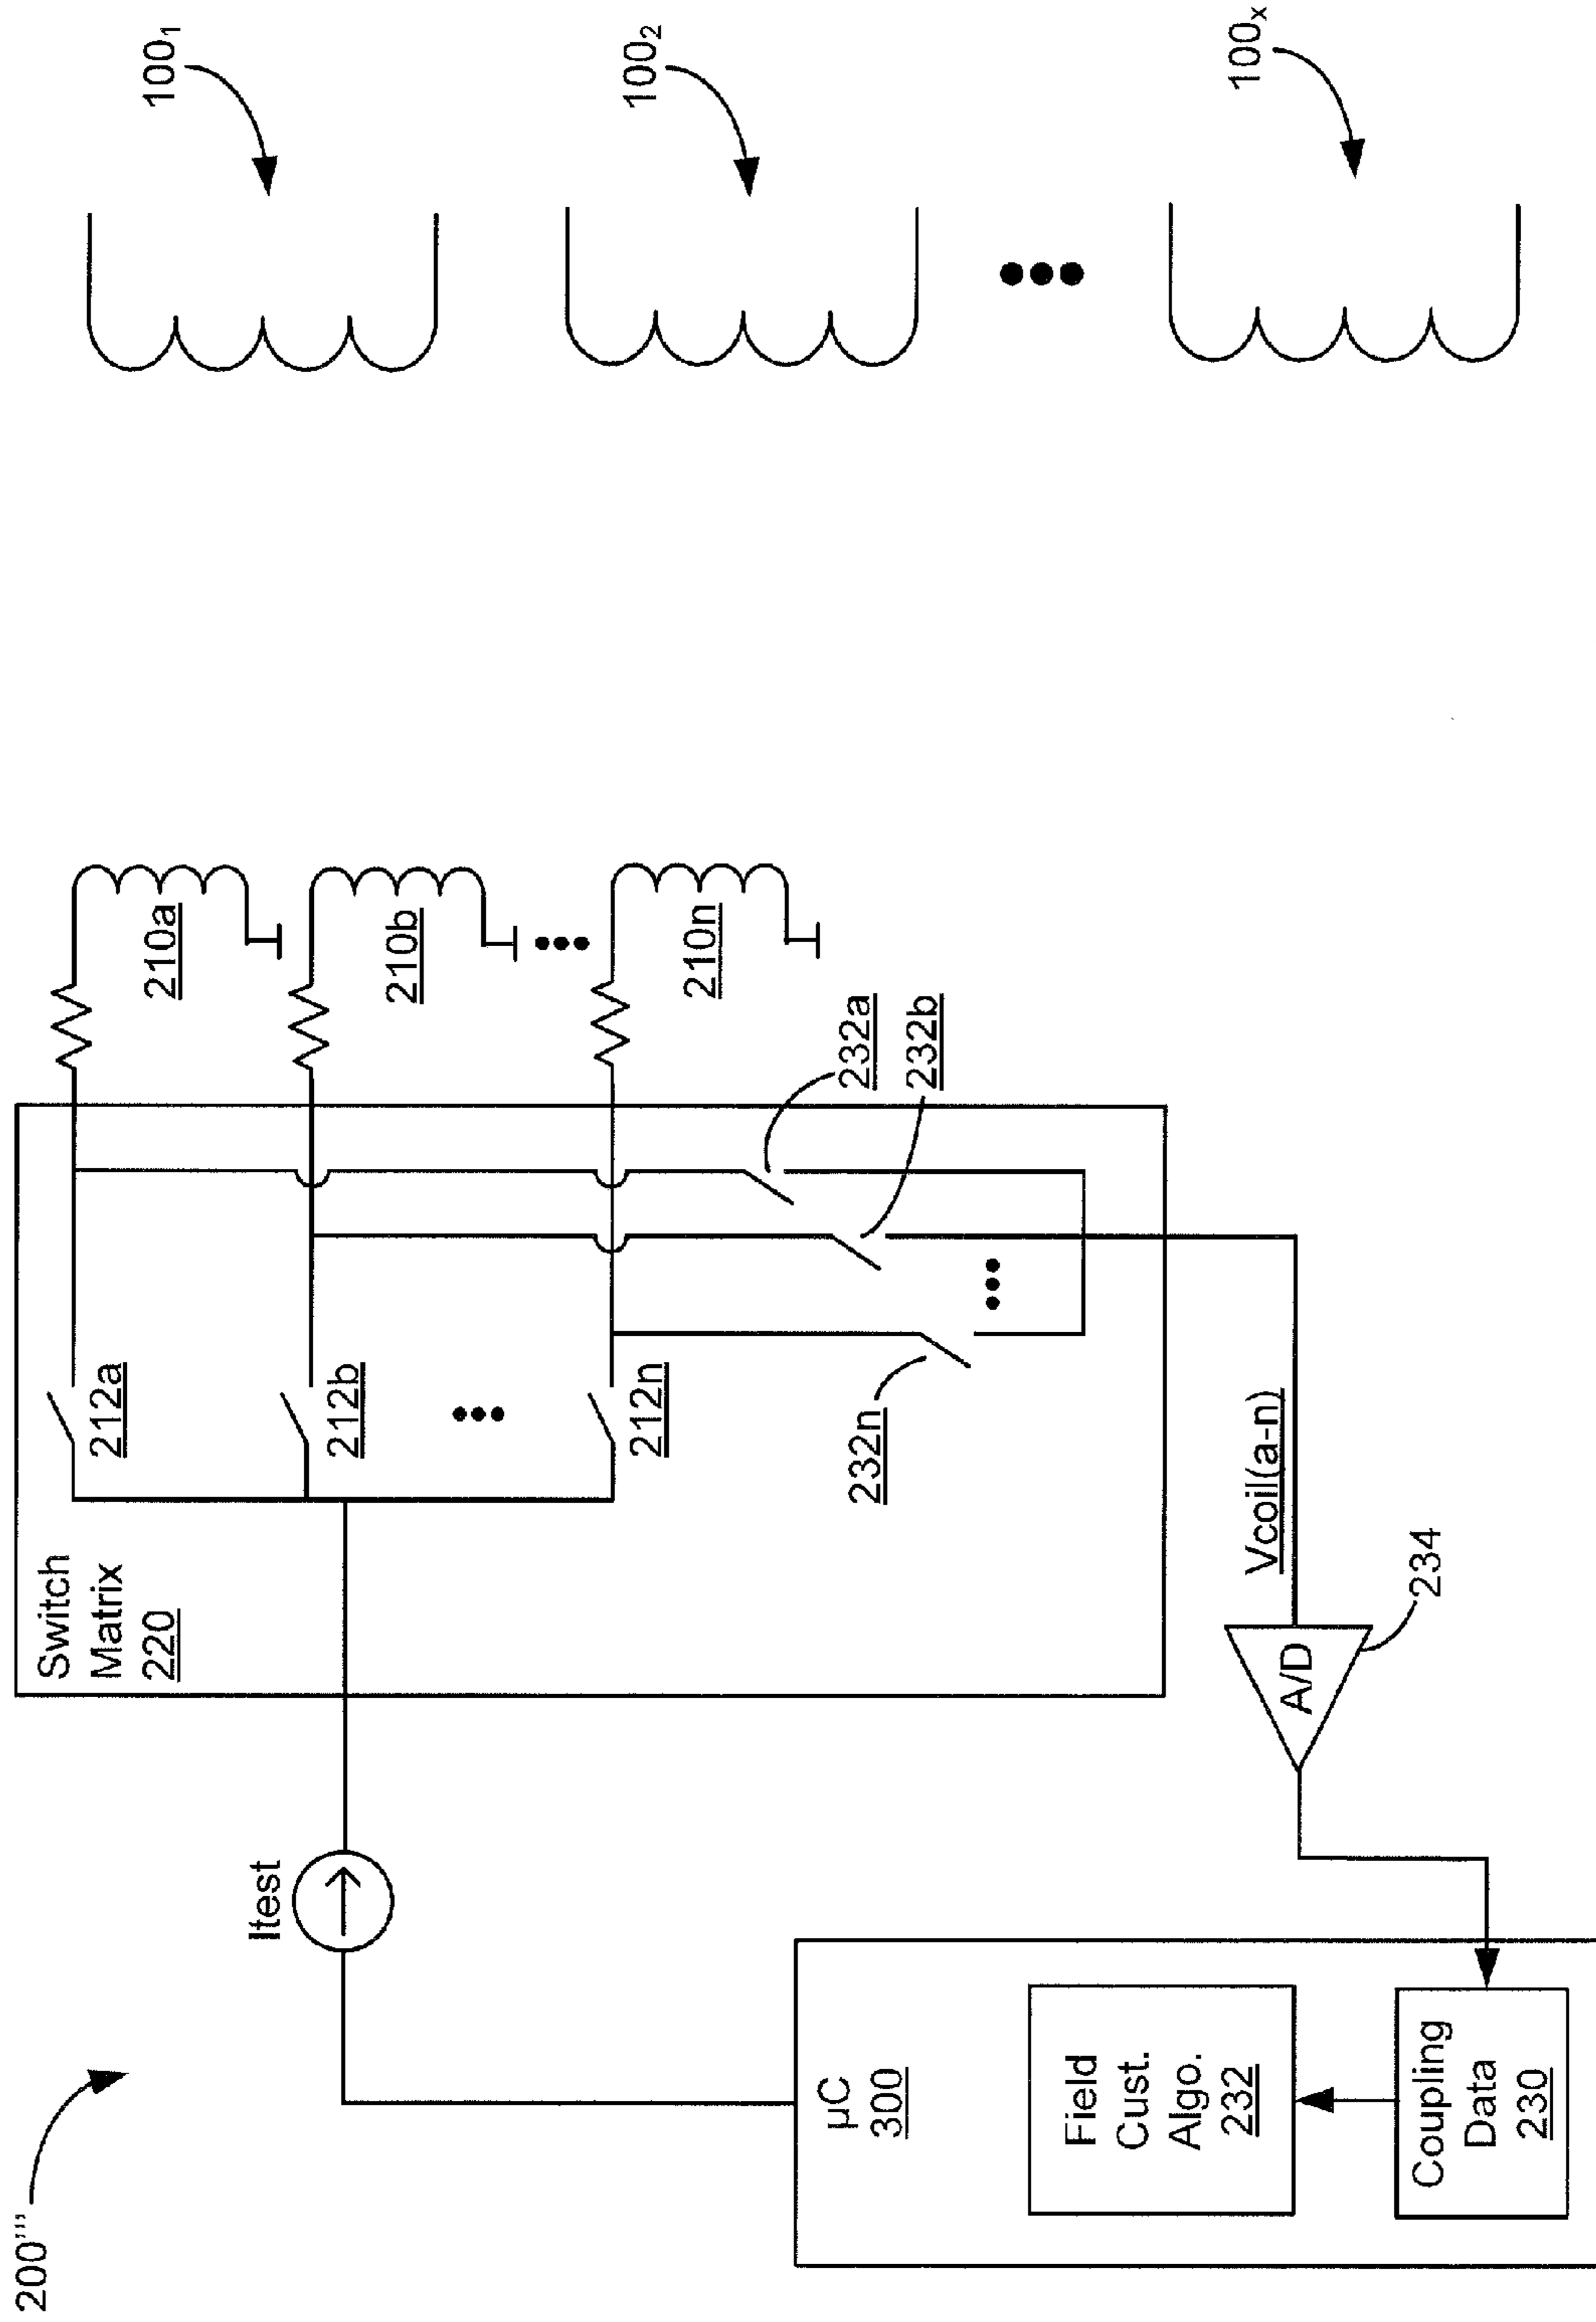 200'''
Itest
Switch
Matrix
220
212a
212b
212n
232n
232a
232b
210a
210b
210n
100₁
100₂
100ₓ
µC
300
Field
Cust.
Algo.
232
Coupling
Data
230
A/D
234
Vcoil(a-n)